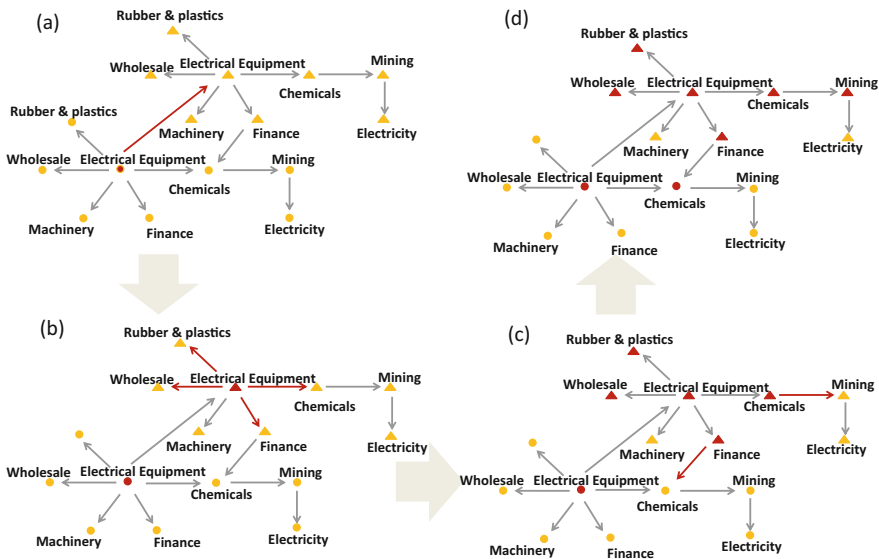 (a)
Rubber & plastics
Wholesale
Electrical Equipment
Mining
Chemicals
Machinery
Finance
Electricity
Rubber & plastics
Wholesale
Electrical Equipment
Chemicals
Mining
Machinery
Finance
Electricity
(d)
Rubber & plastics
Wholesale
Electrical Equipment
Mining
Chemicals
Machinery
Finance
Electricity
Wholesale
Electrical Equipment
Chemicals
Mining
Machinery
Finance
Electricity
(b)
Rubber & plastics
Wholesale
Electrical Equipment
Mining
Chemicals
Machinery
Finance
Electricity
Wholesale
Electrical Equipment
Chemicals
Mining
Machinery
Finance
Electricity
(c)
Rubber & plastics
Wholesale
Electrical Equipment
Mining
Chemicals
Machinery
Finance
Electricity
Wholesale
Electrical Equipment
Chemicals
Mining
Machinery
Finance
Electricity